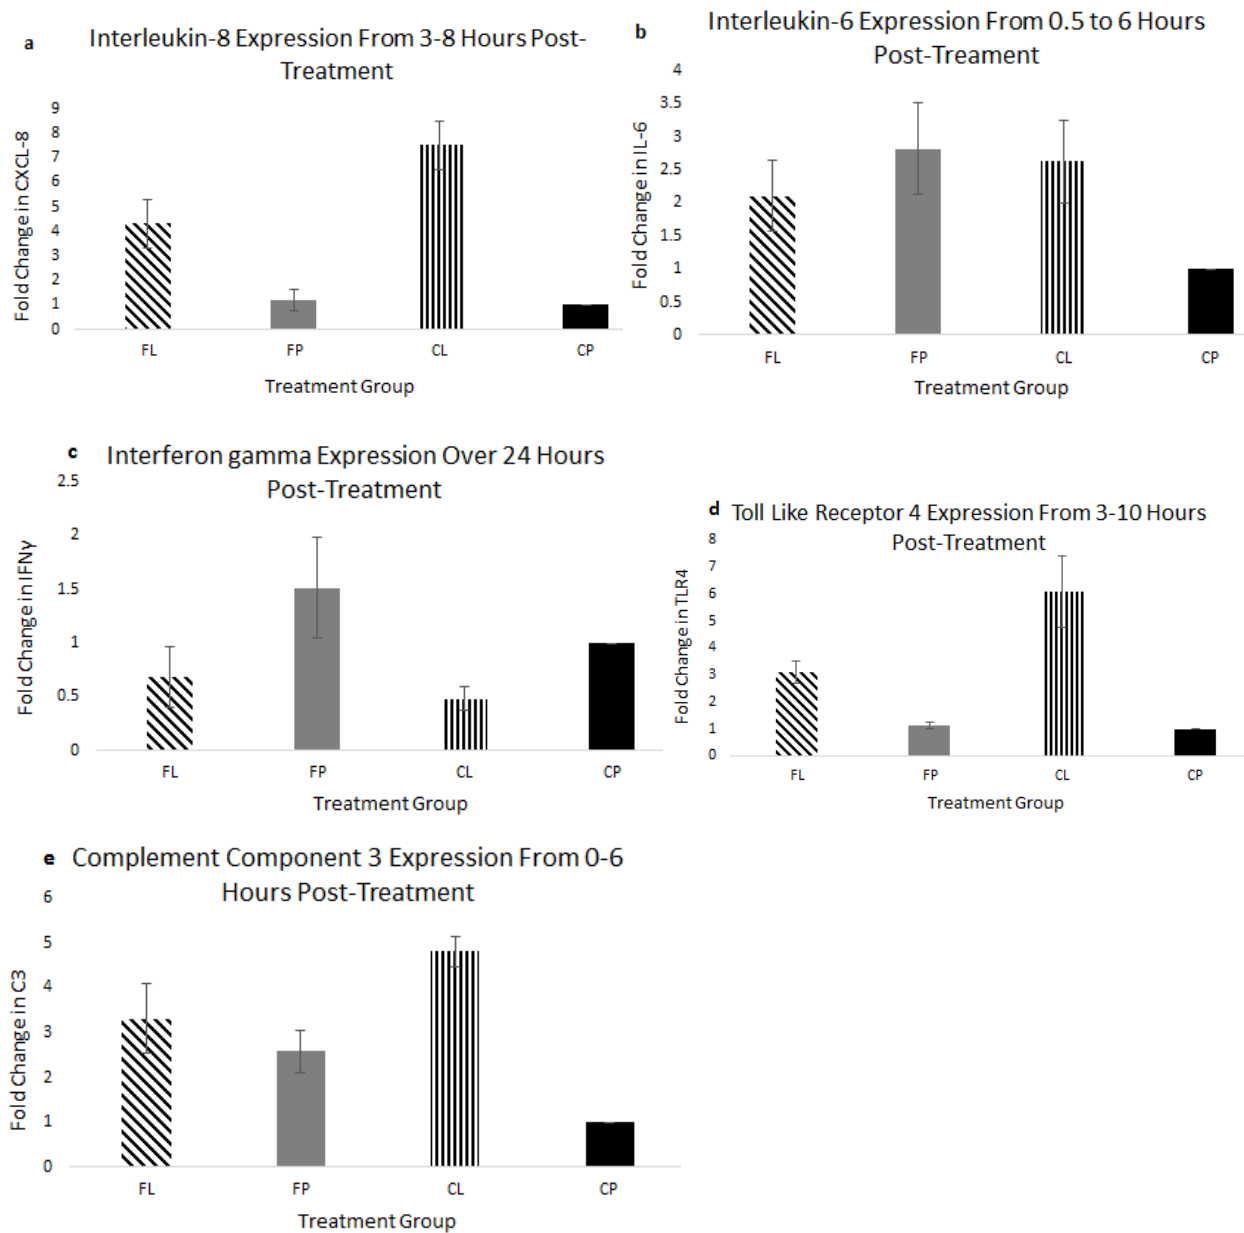 a
Interleukin-8 Expression From 3-8 Hours Post-
Treatment
Fold Change in CXCL-8
9
8
7
6
5
4
3
2
1
0
FL FP CL CP
Treatment Group
b
Interleukin-6 Expression From 0.5 to 6 Hours
Post-Treament
Fold Change in IL-6
4
3.5
3
2.5
2
1.5
1
0.5
0
FL FP CL CP
Treatment Group
c
Interferon gamma Expression Over 24 Hours
Post-Treatment
Fold Change in IFNγ
2.5
2
1.5
1
0.5
0
FL FP CL CP
Treatment Group
d
Toll Like Receptor 4 Expression From 3-10 Hours
Post-Treatment
Fold Change in TLR4
8
7
6
5
4
3
2
1
0
FL FP CL CP
Treatment Group
e
Complement Component 3 Expression From 0-6
Hours Post-Treatment
Fold Change in C3
6
5
4
3
2
1
0
FL FP CL CP
Treatment Group